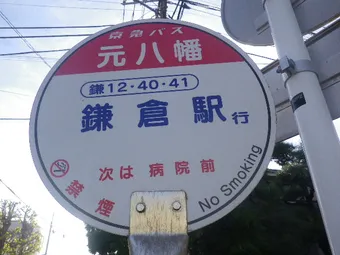 京急バス
元八幡
鎌12・40・41
鎌倉駅行
次は 病院前
禁煙
No Smoking